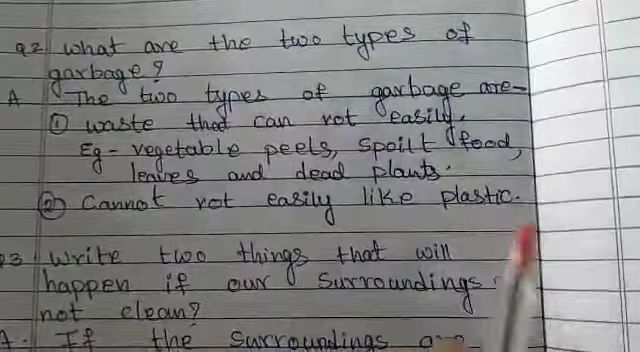 Q2 What are the two types of
garbage?
A The two types of garbage are-
① waste that can rot easily.
Eg - vegetable peels, spoilt food,
leaves and dead plants.
② Cannot rot easily like plastic.
Q3 Write two things that will
happen if our surroundings
not clean?
A. If the surroundings are